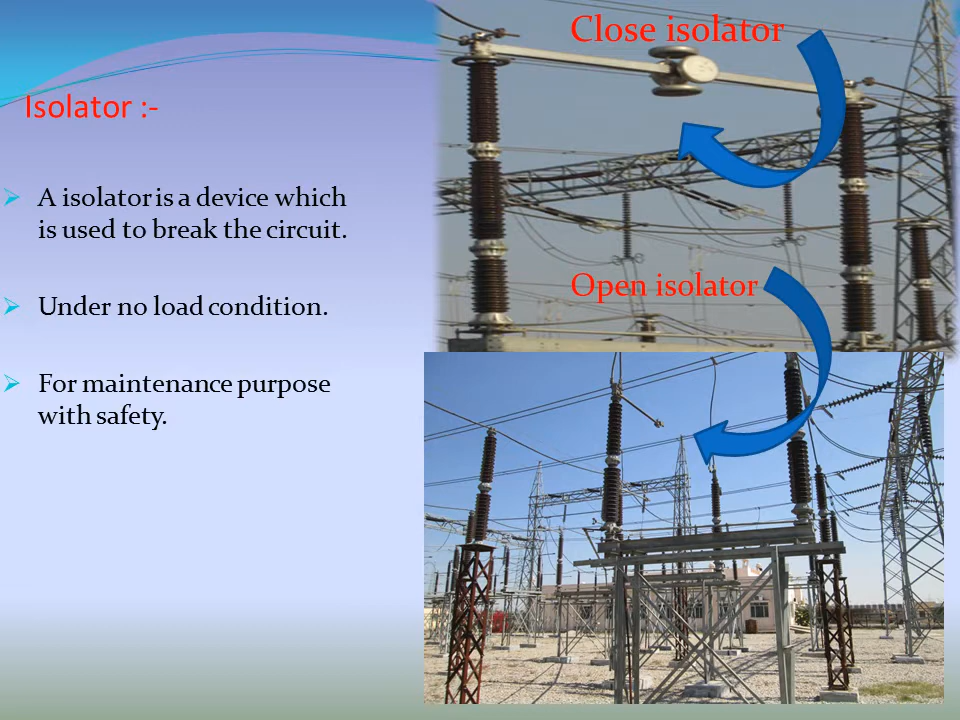 Close isolator
Isolator :-
A isolator is a device which
is used to break the circuit.
Open isolator
Under no load condition.
For maintenance purpose
with safety.